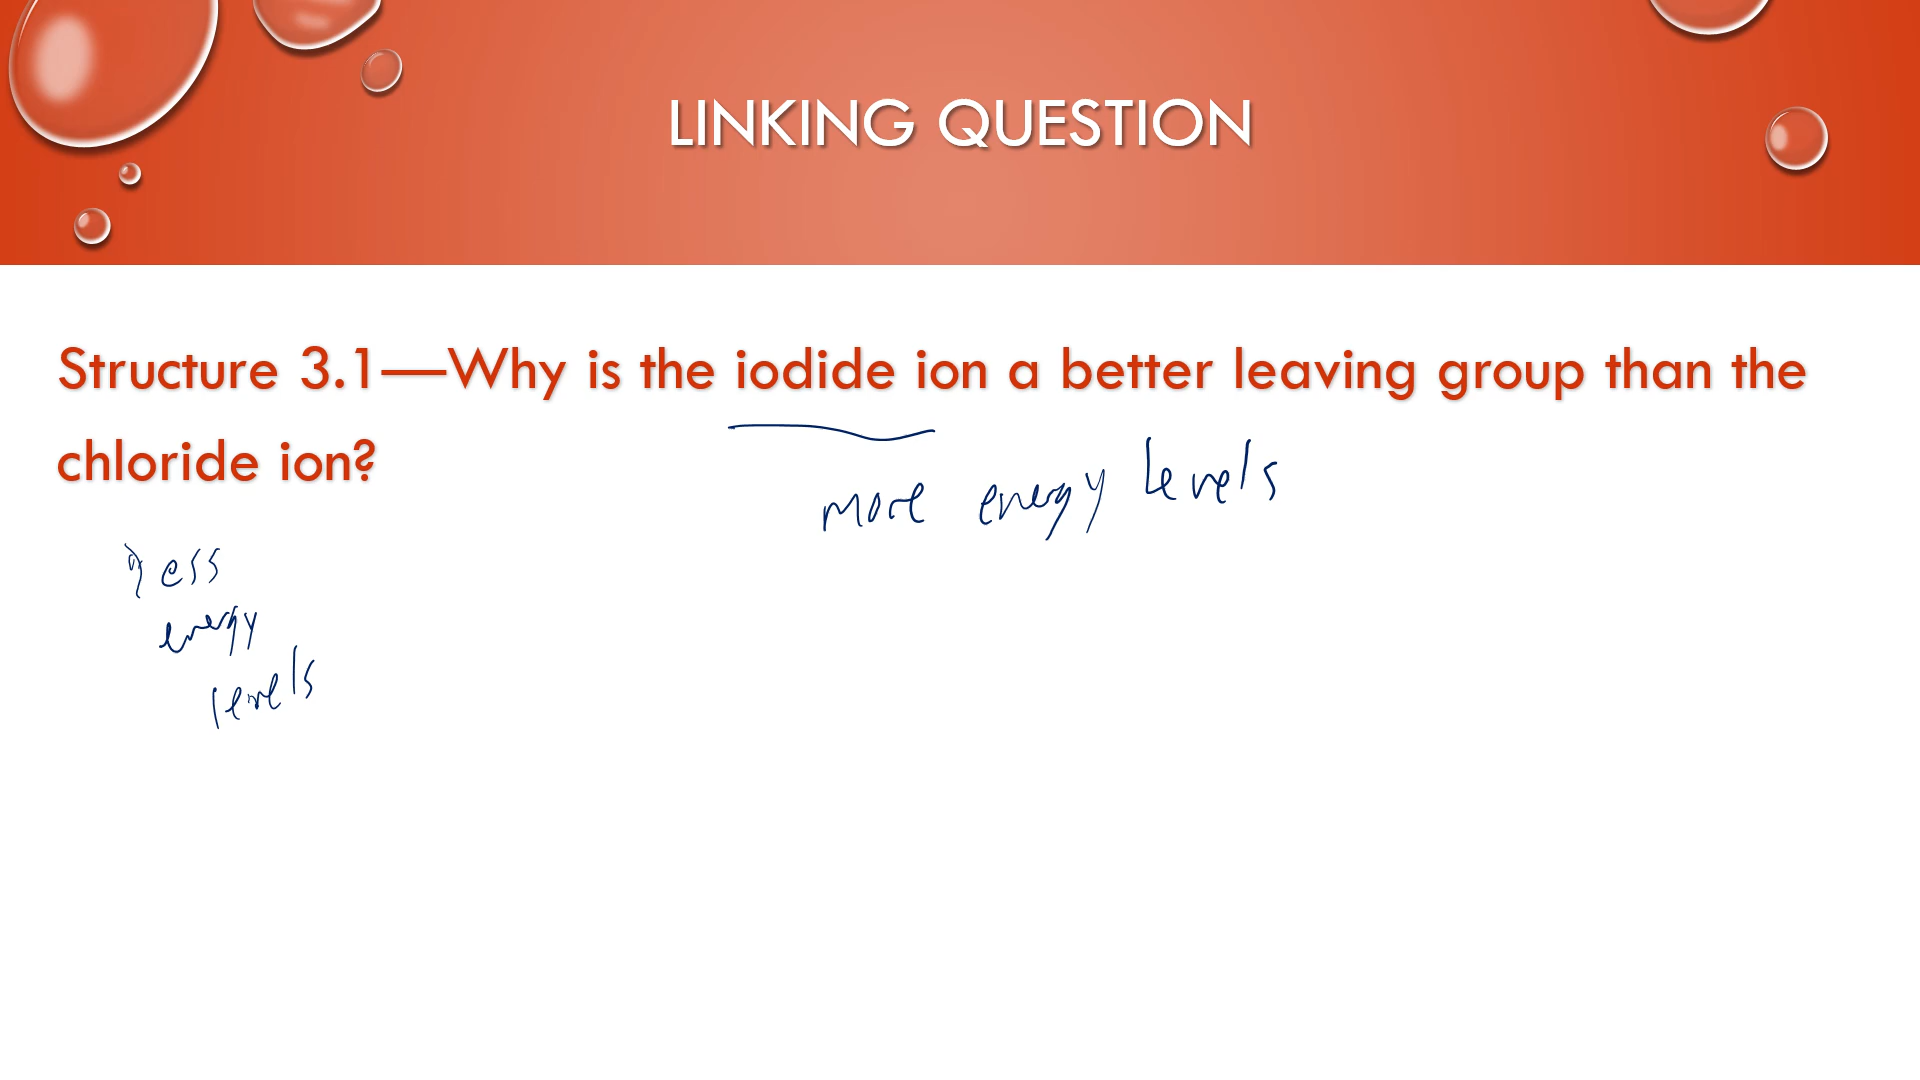 LINKING QUESTION
Structure 3.1—Why is the iodide ion a better leaving group than the
chloride ion?
more energy levels
less
energy
levels